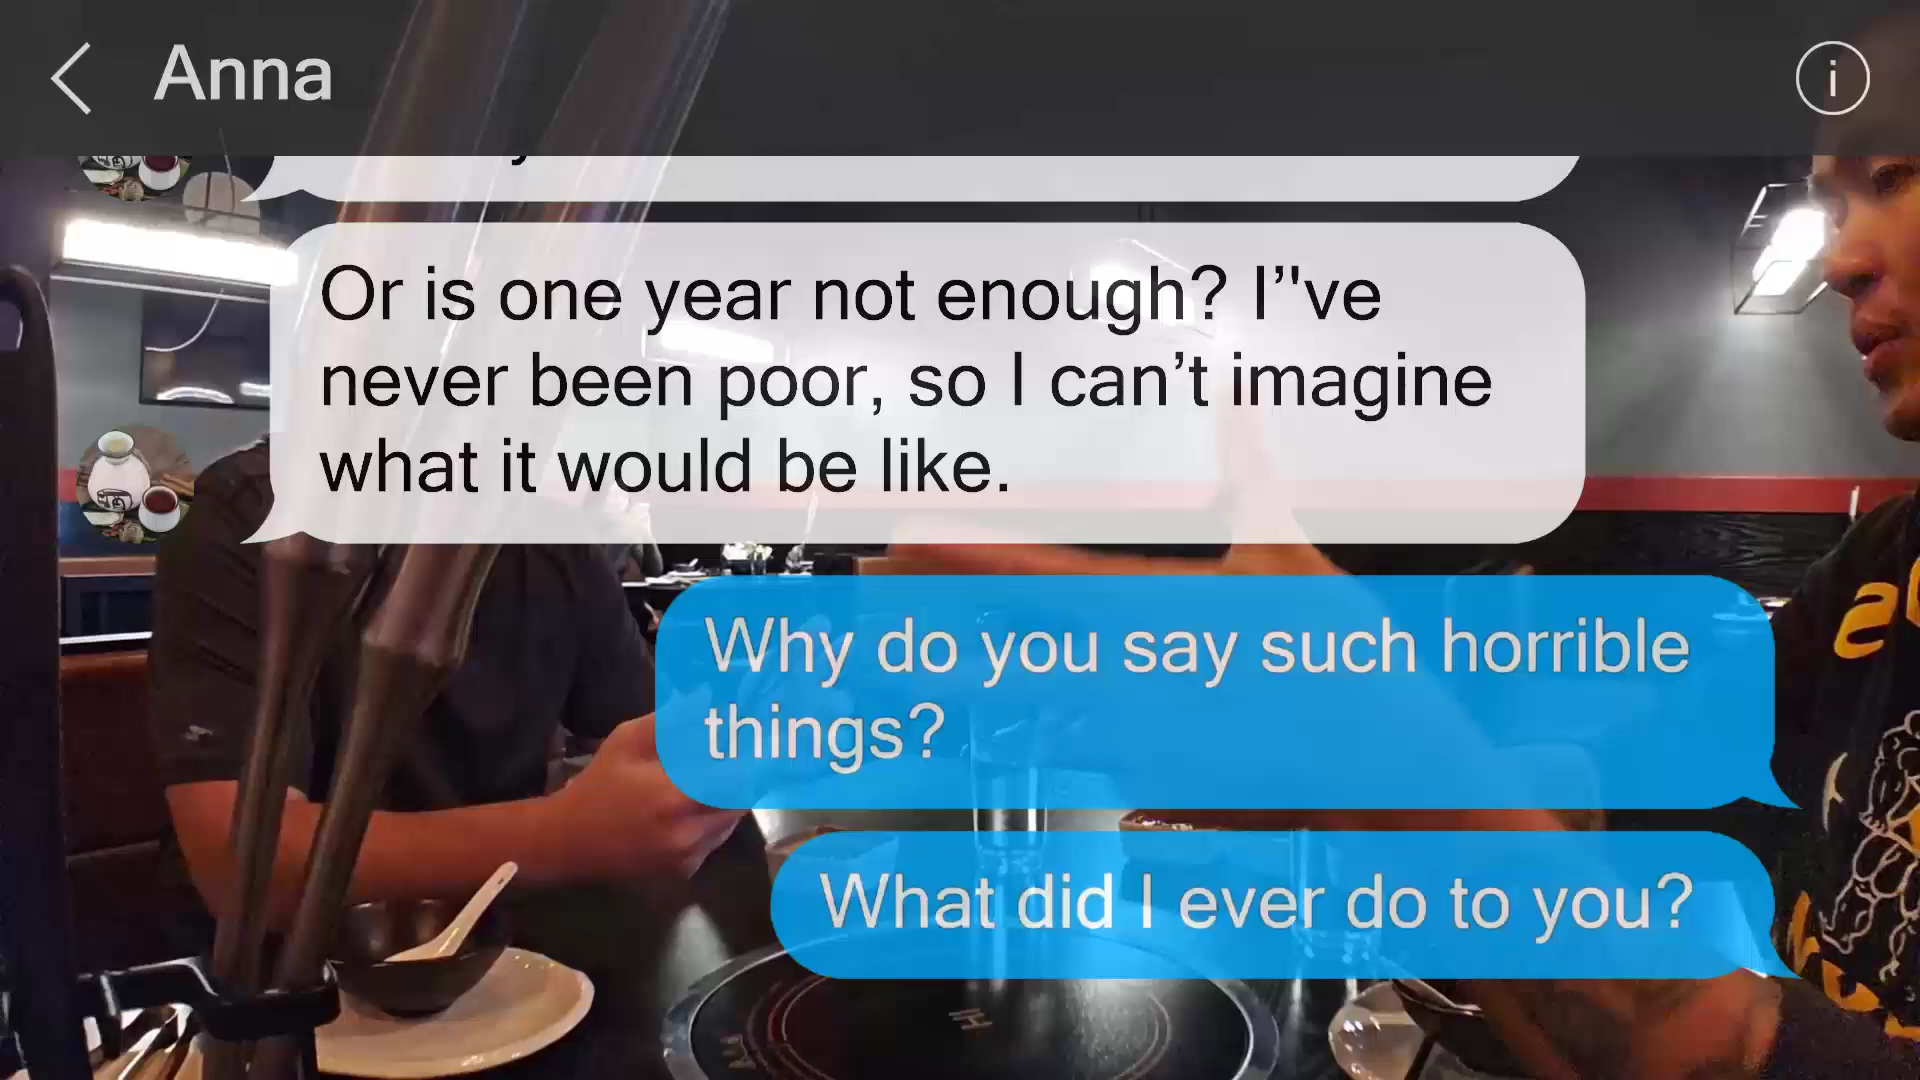 Anna
i
Or is one year not enough? I’'ve
never been poor, so I can’t imagine
what it would be like.
Why do you say such horrible
things?
What did I ever do to you?